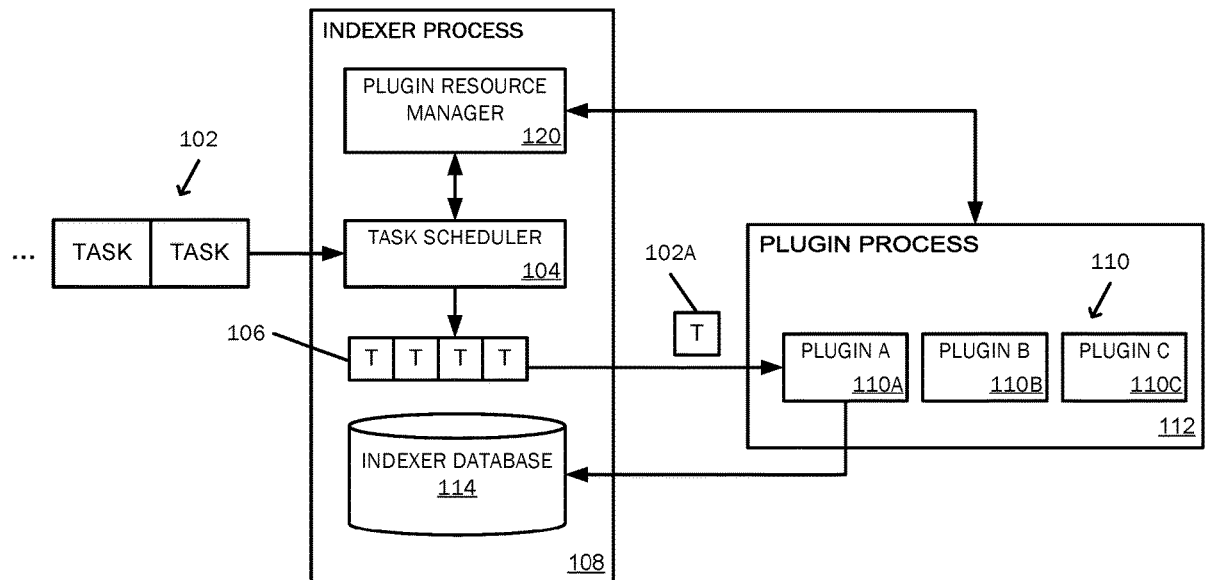 INDEXER PROCESS
PLUGIN RESOURCE
MANAGER
120
102
... TASK TASK
TASK SCHEDULER
104
106
T T T T
INDEXER DATABASE
114
108
102A
T
PLUGIN PROCESS
110
PLUGIN A
110A
PLUGIN B
110B
PLUGIN C
110C
112